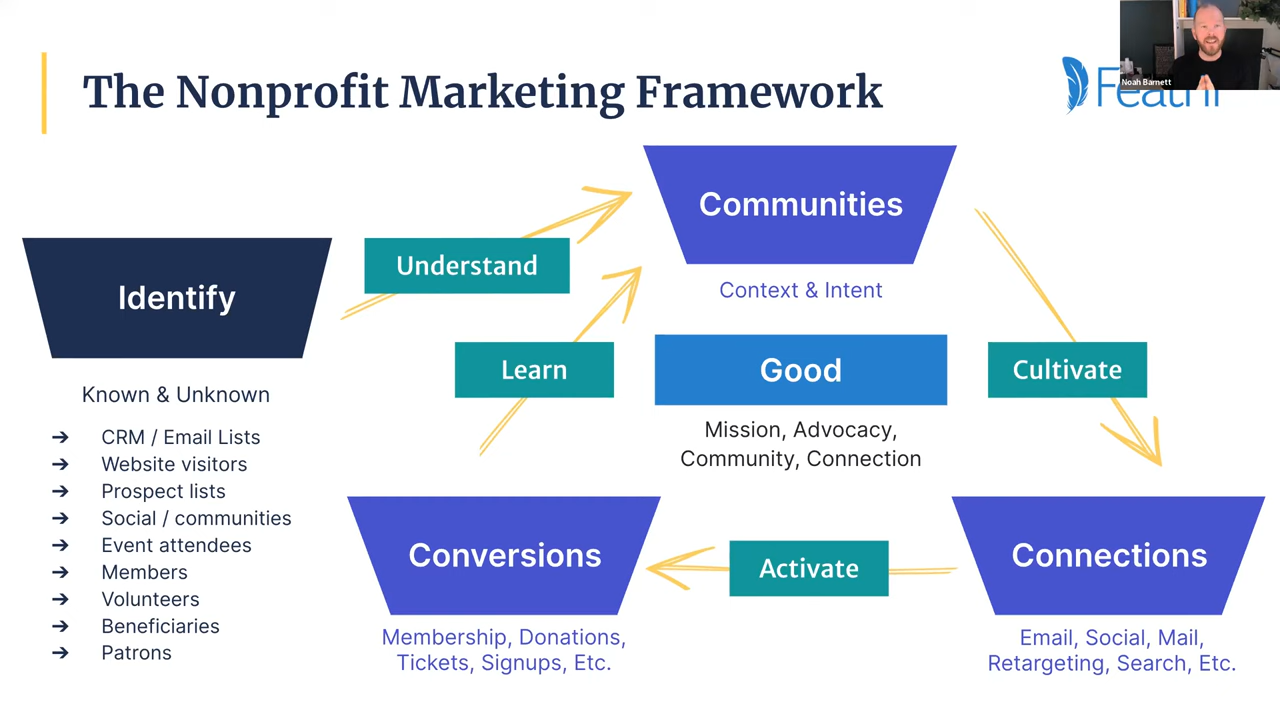 The Nonprofit Marketing Framework
Noah Barnett
Communities
Understand
Identify
Context & Intent
Learn
Good
Cultivate
Known & Unknown
Mission, Advocacy,
Community, Connection
➔ CRM / Email Lists
➔ Website visitors
➔ Prospect lists
➔ Social / communities
➔ Event attendees
➔ Members
➔ Volunteers
➔ Beneficiaries
➔ Patrons
Conversions
Activate
Connections
Membership, Donations,
Tickets, Signups, Etc.
Email, Social, Mail,
Retargeting, Search, Etc.